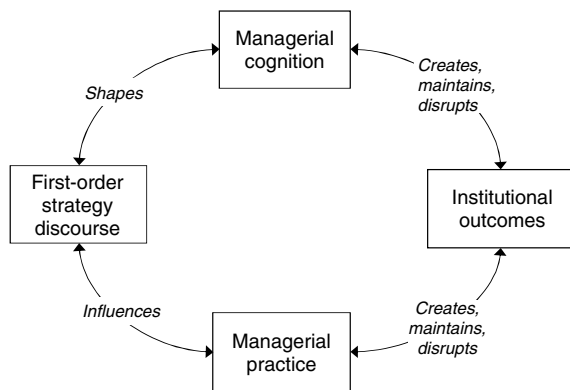 Managerial
cognition
Creates,
maintains,
disrupts
Shapes
First-order
strategy
discourse
Institutional
outcomes
Influences
Creates,
maintains,
disrupts
Managerial
practice